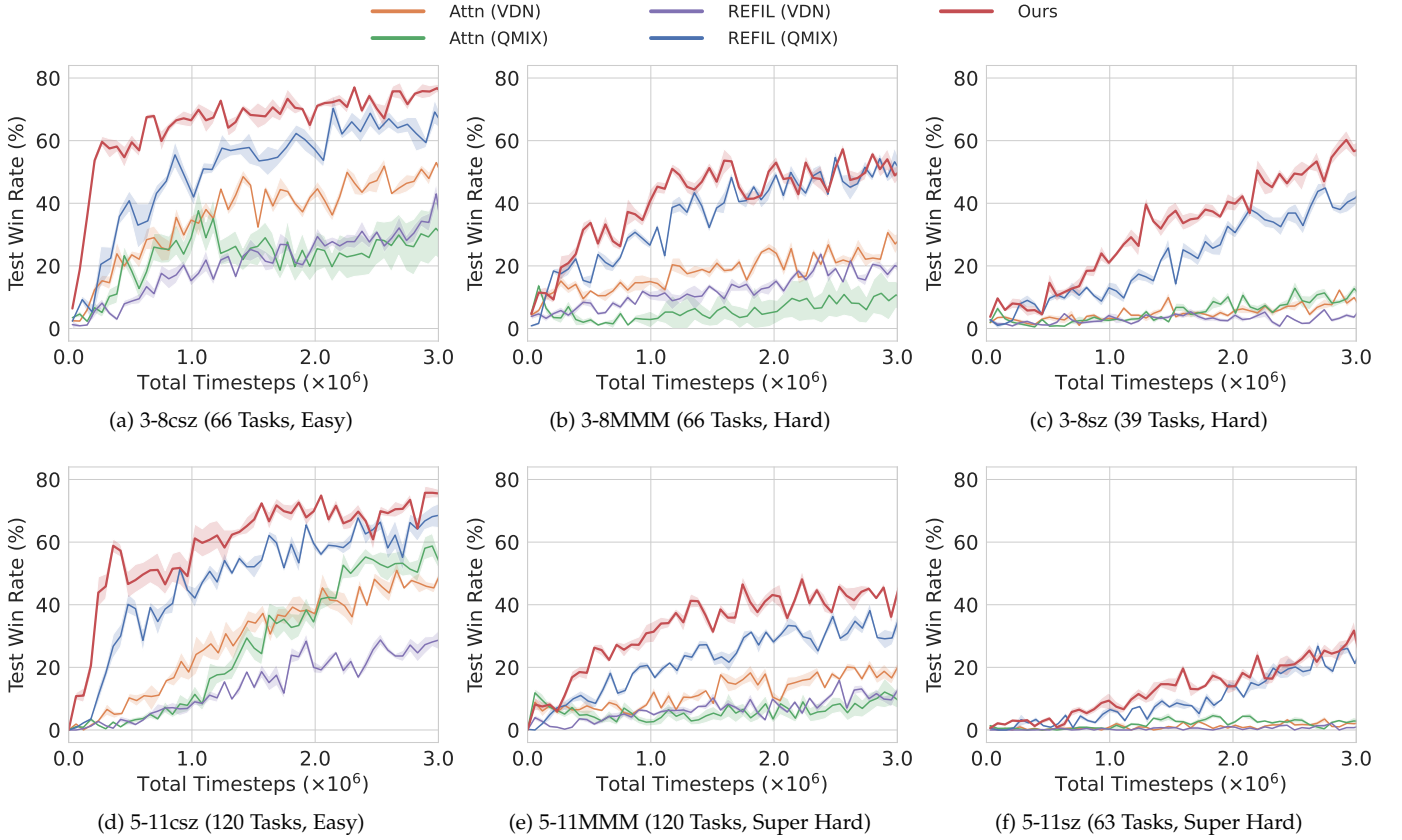 Attn (VDN) REFIL (VDN) Ours
Attn (QMIX) REFIL (QMIX)
Test Win Rate (%)
80
60
40
20
0
0.0 1.0 2.0 3.0
Total Timesteps (×10⁶)
(a) 3-8csz (66 Tasks, Easy)
Test Win Rate (%)
80
60
40
20
0
0.0 1.0 2.0 3.0
Total Timesteps (×10⁶)
(b) 3-8MMM (66 Tasks, Hard)
Test Win Rate (%)
80
60
40
20
0
0.0 1.0 2.0 3.0
Total Timesteps (×10⁶)
(c) 3-8sz (39 Tasks, Hard)
Test Win Rate (%)
80
60
40
20
0
0.0 1.0 2.0 3.0
Total Timesteps (×10⁶)
(d) 5-11csz (120 Tasks, Easy)
Test Win Rate (%)
80
60
40
20
0
0.0 1.0 2.0 3.0
Total Timesteps (×10⁶)
(e) 5-11MMM (120 Tasks, Super Hard)
Test Win Rate (%)
80
60
40
20
0
0.0 1.0 2.0 3.0
Total Timesteps (×10⁶)
(f) 5-11sz (63 Tasks, Super Hard)